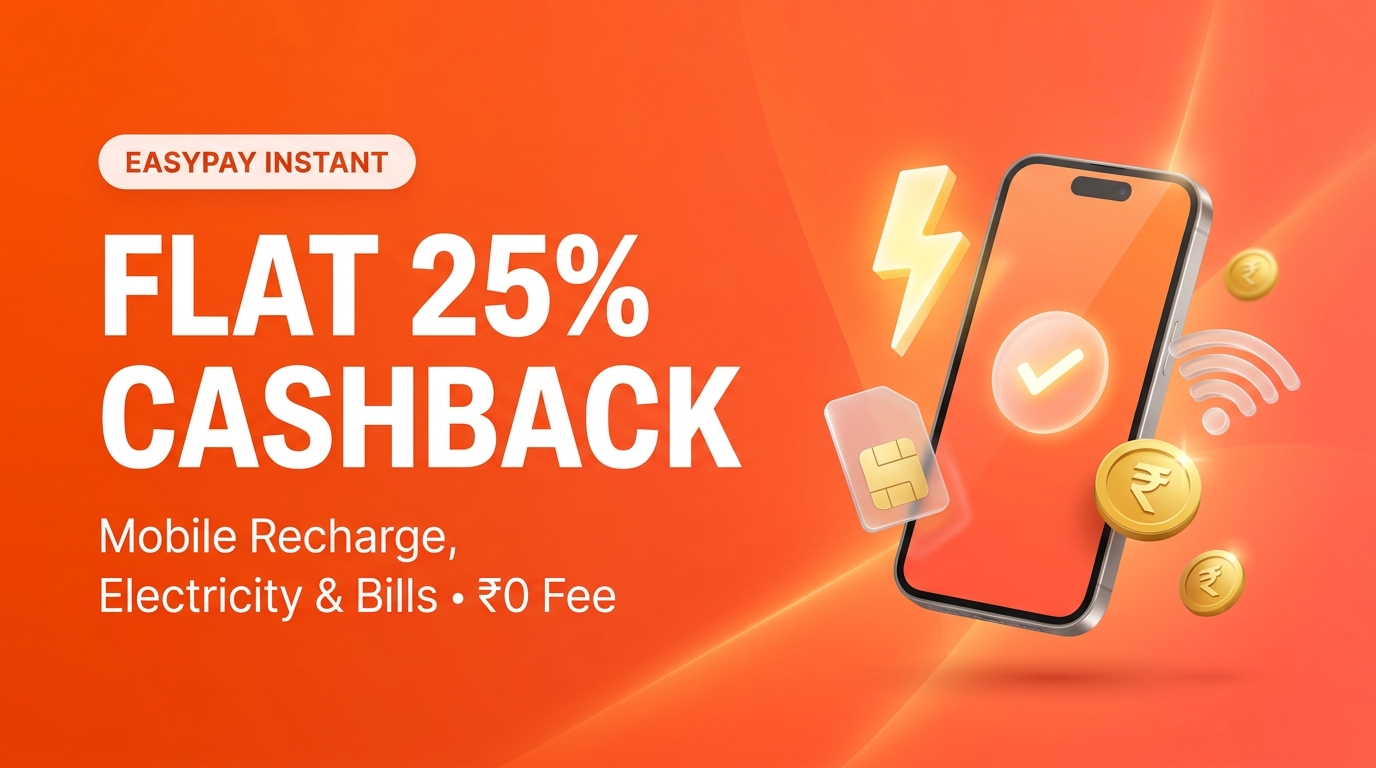 EASYPAY INSTANT
FLAT 25%
CASHBACK
Mobile Recharge,
Electricity & Bills • ₹0 Fee
₹
₹
₹